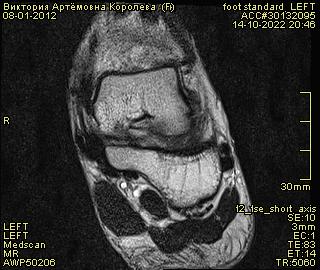 Виктория Артёмовна Королева (F)
08-01-2012
foot standard LEFT
ACC#30132095
14-10-2022 20:46
R
30mm
t2_tse_short_axis
SE:10
3mm
EC:1
TE:83
ET:14
TR:5060
LEFT
LEFT
Medscan
MR
AWP50206